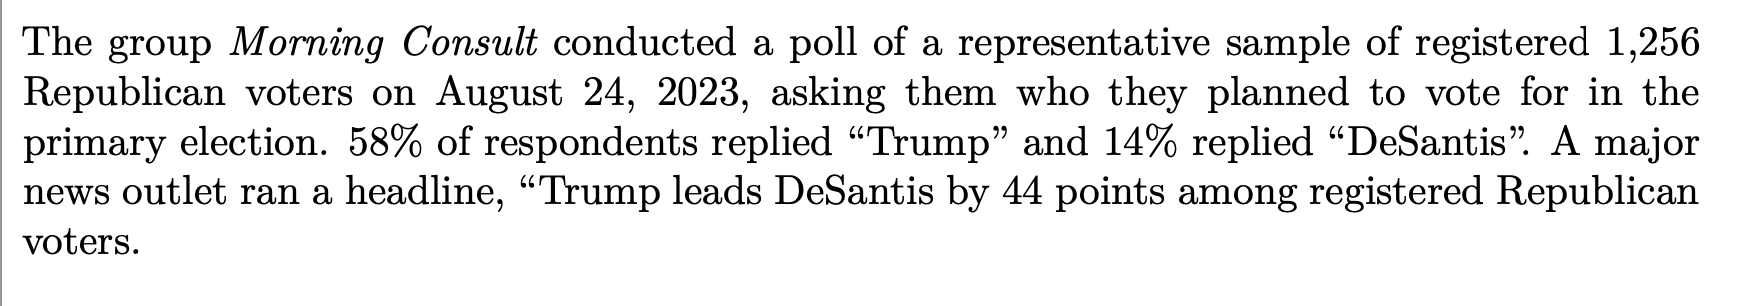 The group Morning Consult conducted a poll of a representative sample of registered 1,256
Republican voters on August 24, 2023, asking them who they planned to vote for in the
primary election. 58% of respondents replied “Trump” and 14% replied “DeSantis”. A major
news outlet ran a headline, “Trump leads DeSantis by 44 points among registered Republican
voters.